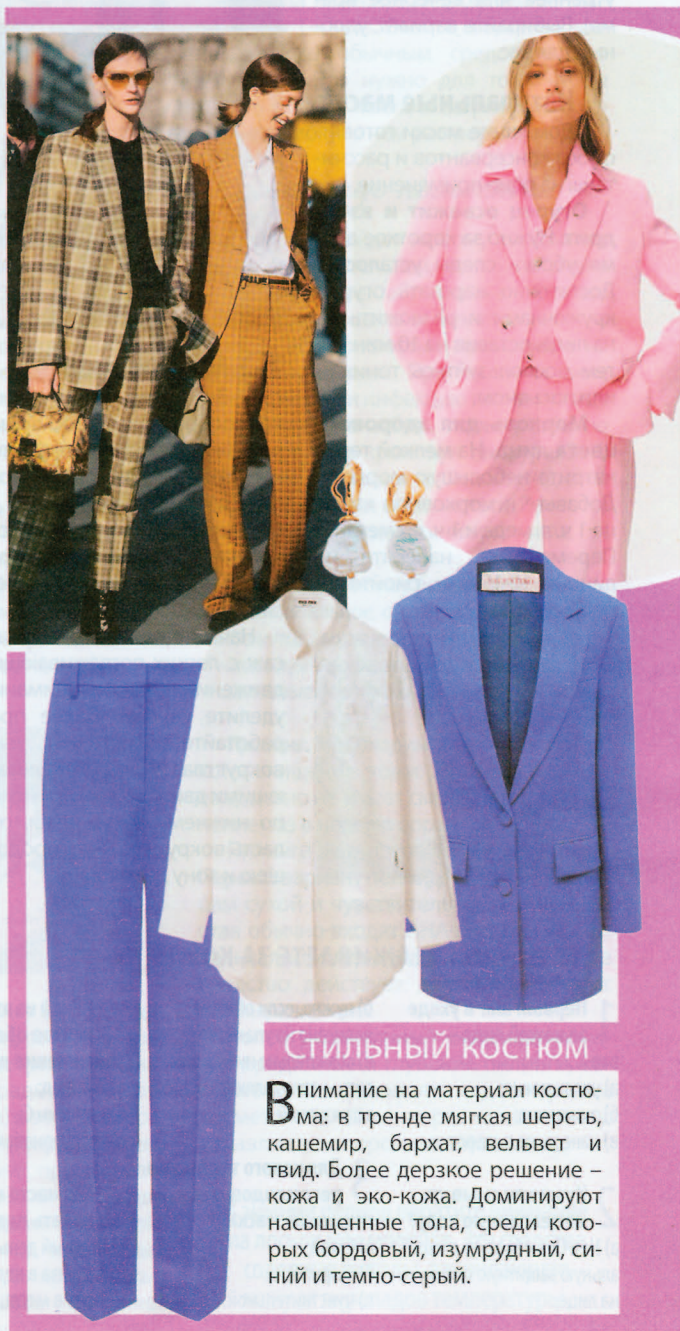 VALENTINO
Стильный костюм
Внимание на материал костю-
ма: в тренде мягкая шерсть,
кашемир, бархат, вельвет и
твид. Более дерзкое решение –
кожа и эко-кожа. Доминируют
насыщенные тона, среди кото-
рых бордовый, изумрудный, си-
ний и темно-серый.